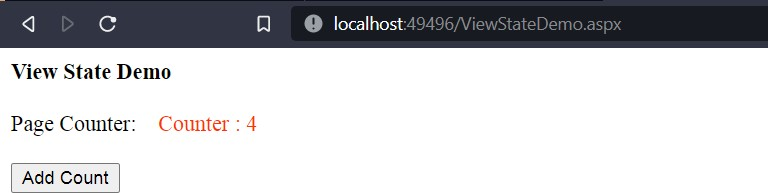 localhost:49496/ViewStateDemo.aspx
View State Demo
Page Counter: Counter : 4
Add Count